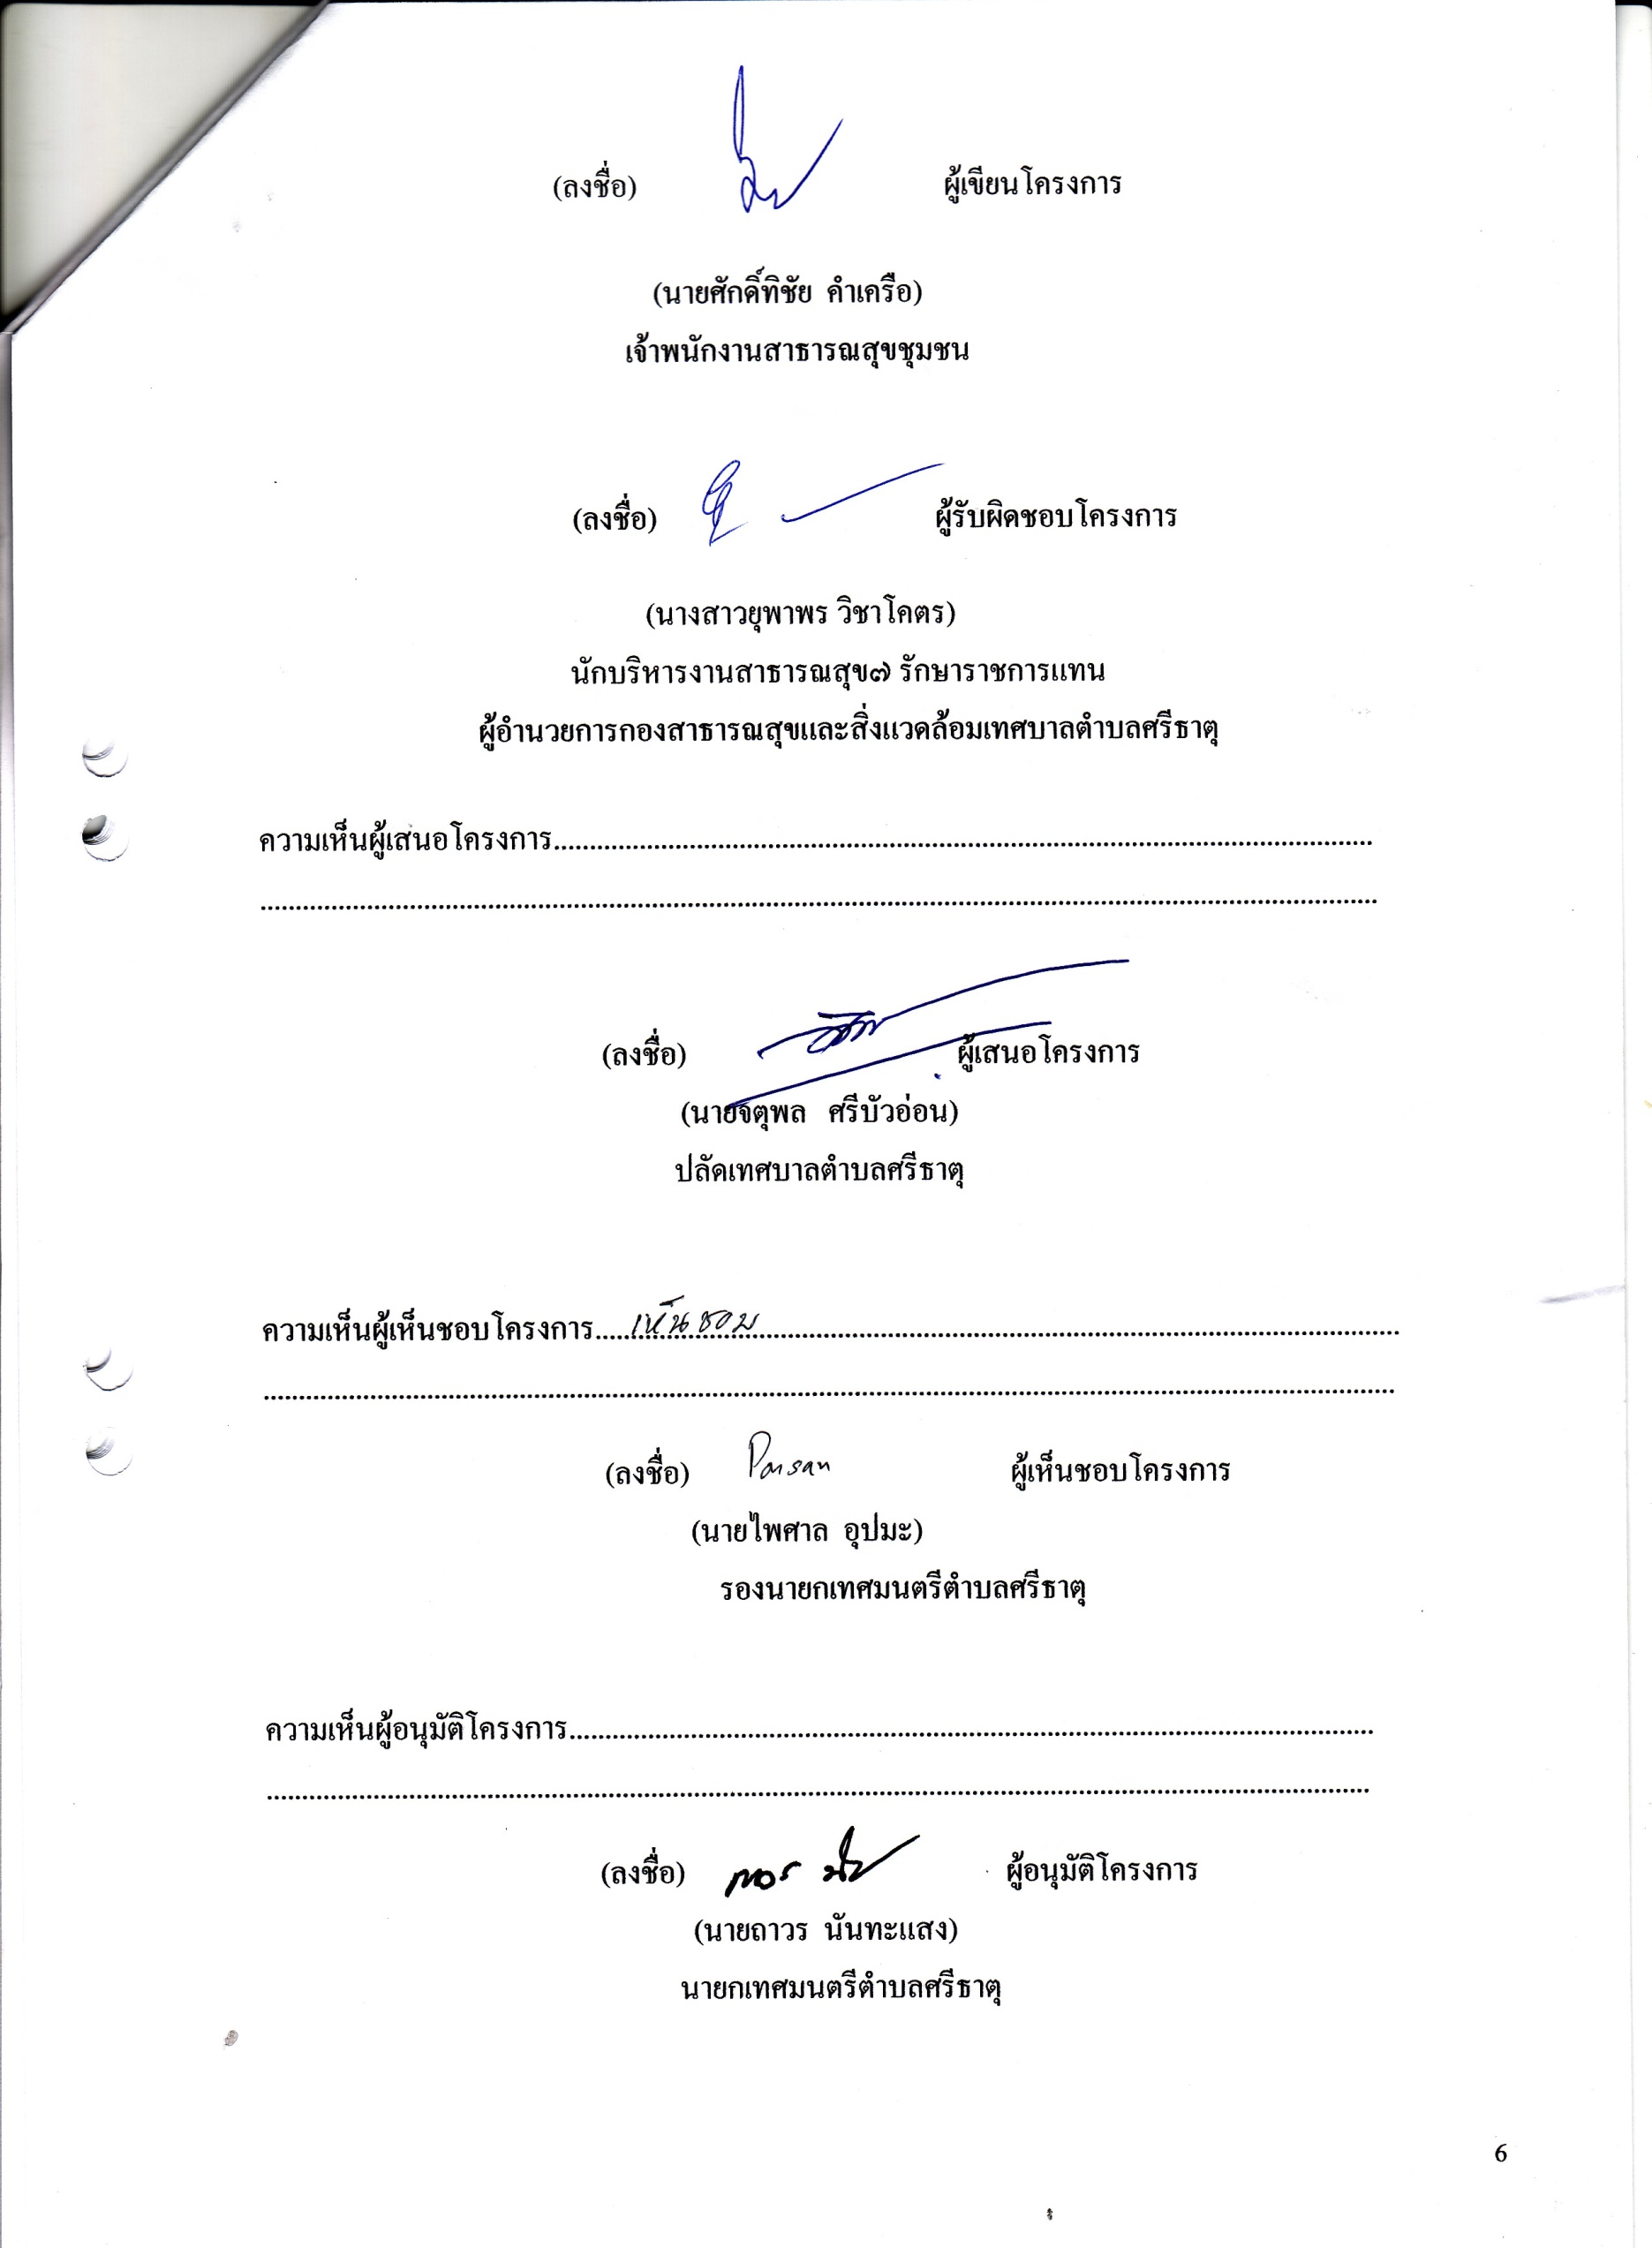 (ลงชื่อ) ผู้เขียนโครงการ
(นายศักดิ์ทิชัย คำเครือ)
เจ้าพนักงานสาธารณสุขชุมชน
(ลงชื่อ) ผู้รับผิดชอบโครงการ
(นางสาวยุพาพร วิชาโคตร)
นักบริหารงานสาธารณสุข๗ รักษาราชการแทน
ผู้อำนวยการกองสาธารณสุขและสิ่งแวดล้อมเทศบาลตำบลศรีธาตุ
ความเห็นผู้เสนอโครงการ
(ลงชื่อ) ผู้เสนอโครงการ
(นายจตุพล ศรีบัวอ่อน)
ปลัดเทศบาลตำบลศรีธาตุ
ความเห็นผู้เห็นชอบโครงการ เห็นชอบ
(ลงชื่อ) ผู้เห็นชอบโครงการ
(นายไพศาล อุปมะ)
รองนายกเทศมนตรีตำบลศรีธาตุ
ความเห็นผู้อนุมัติโครงการ
(ลงชื่อ) ผู้อนุมัติโครงการ
(นายถาวร นันทะแสง)
นายกเทศมนตรีตำบลศรีธาตุ
6